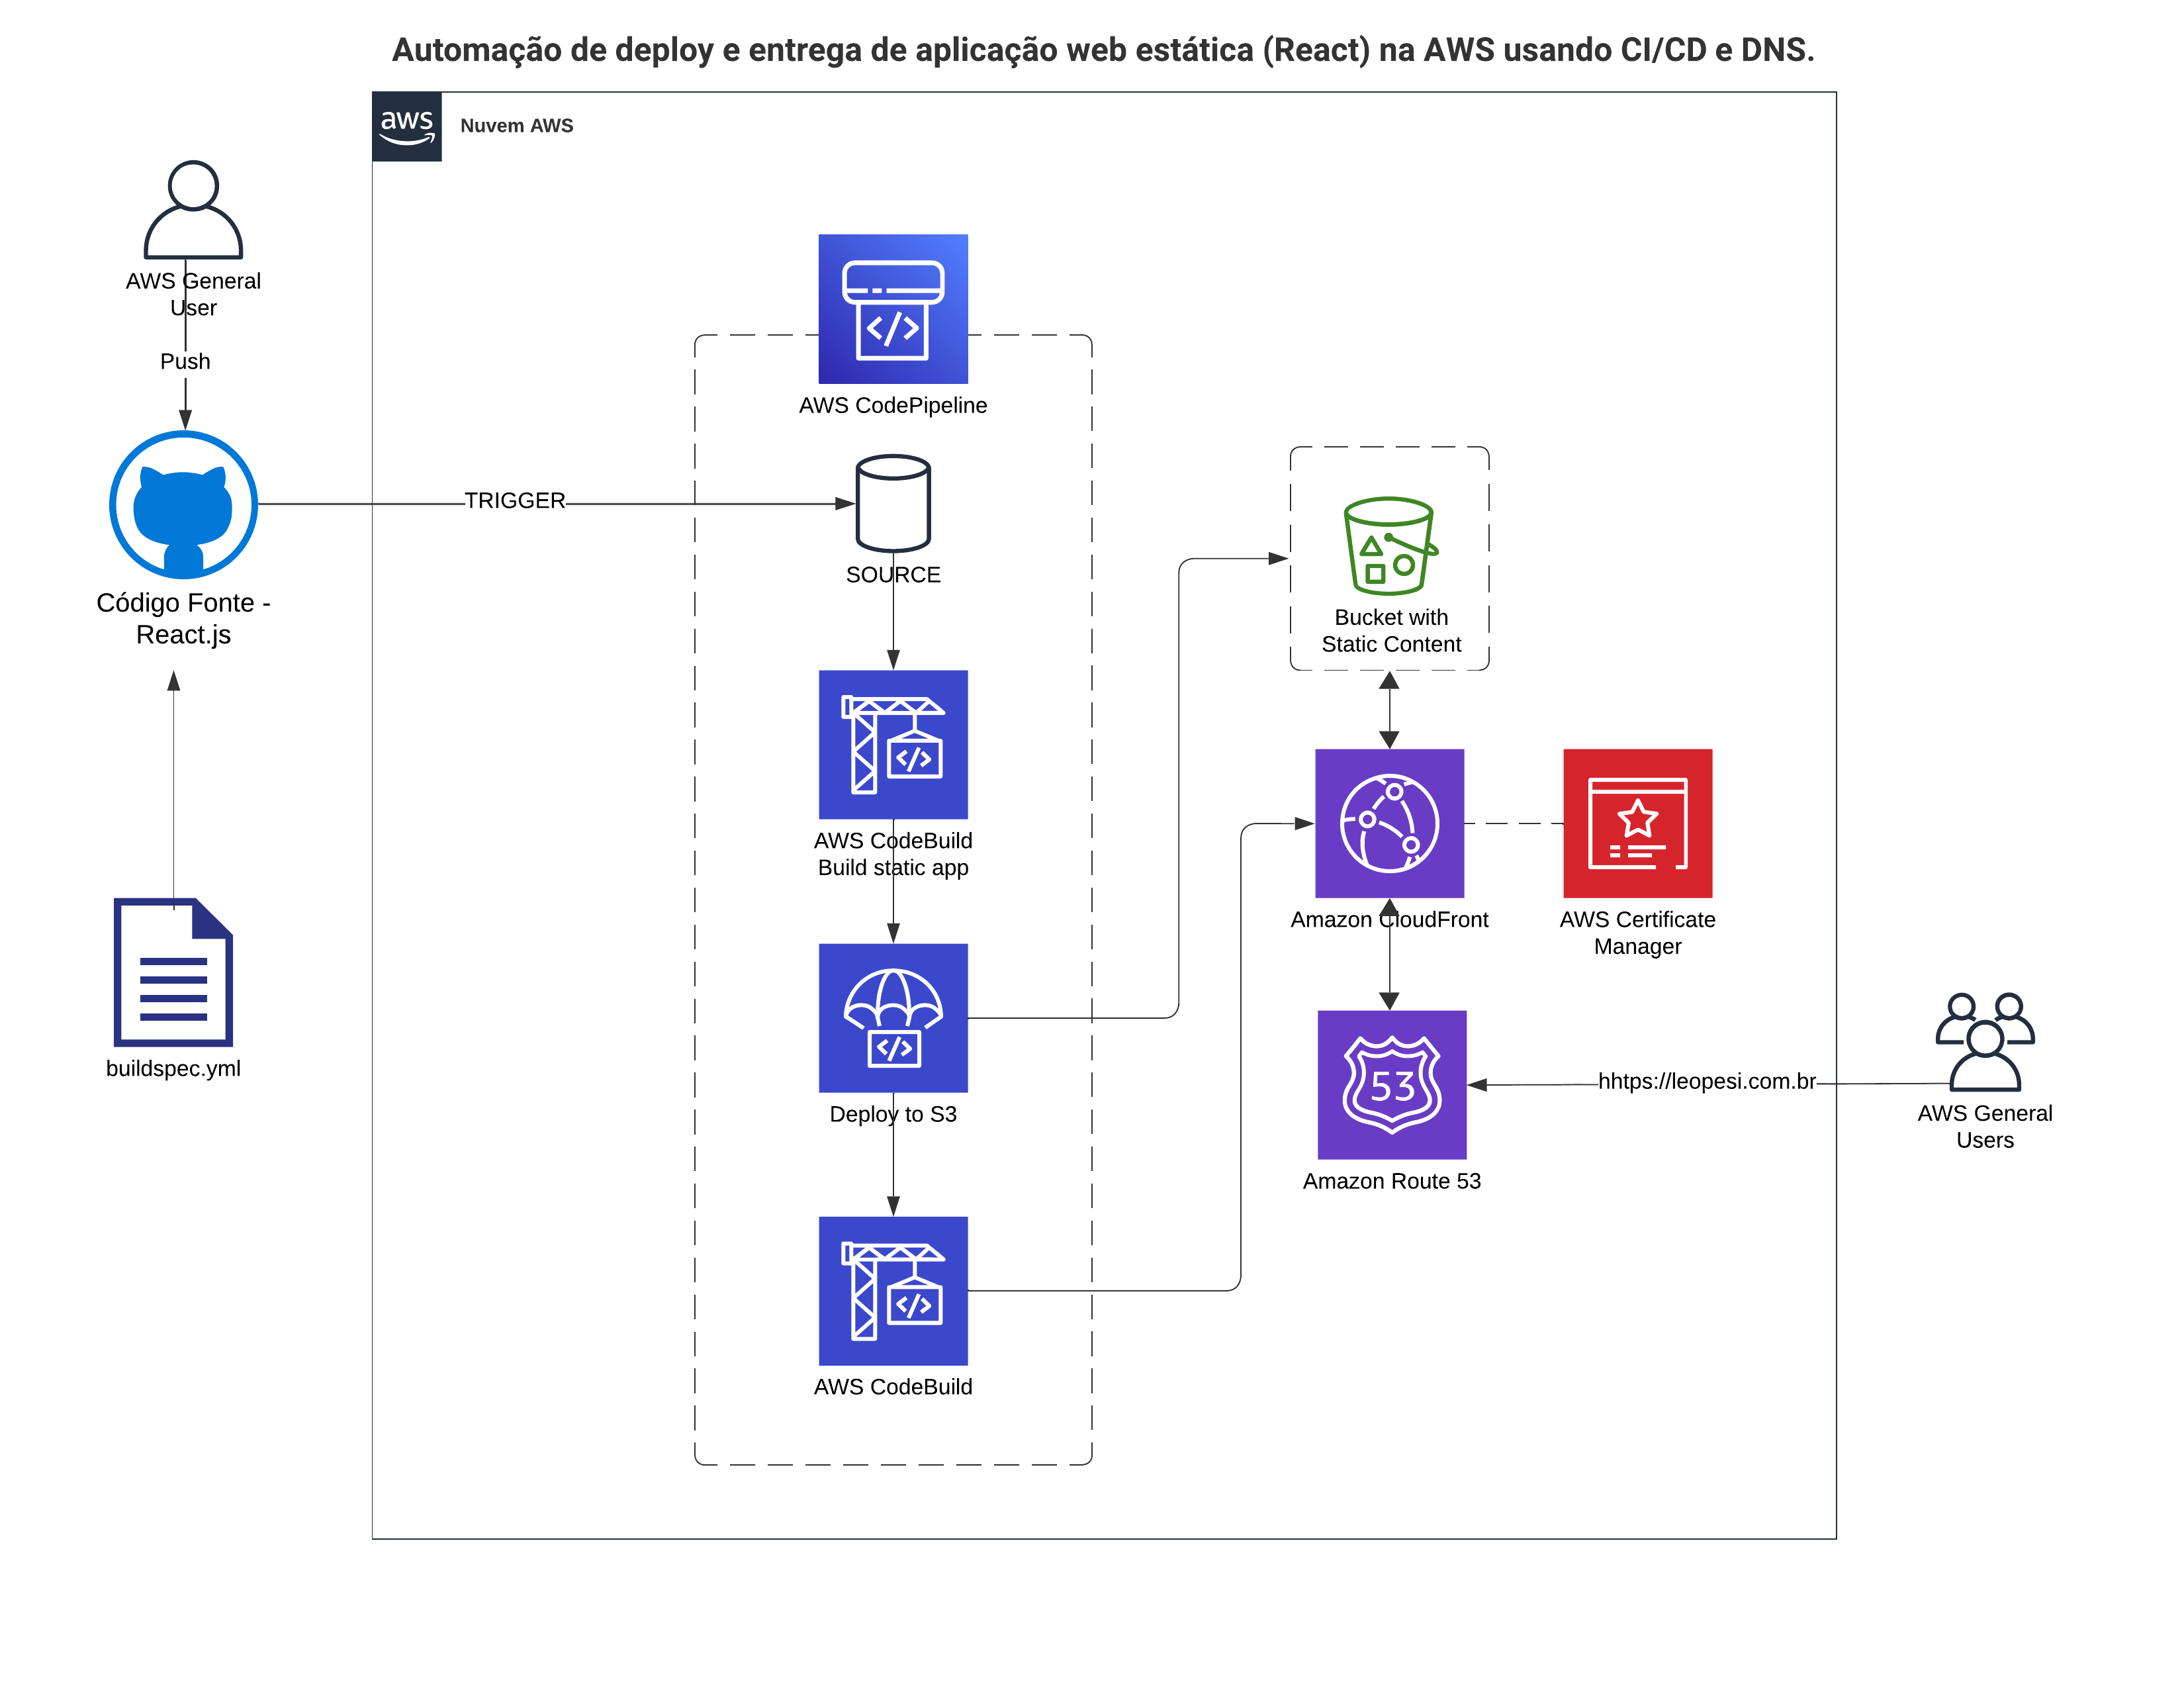 Automação de deploy e entrega de aplicação web estática (React) na AWS usando CI/CD e DNS.
aws
Nuvem AWS
AWS General
User
Push
Código Fonte -
React.js
buildspec.yml
TRIGGER
AWS CodePipeline
SOURCE
AWS CodeBuild
Build static app
Deploy to S3
AWS CodeBuild
Bucket with
Static Content
Amazon CloudFront
AWS Certificate
Manager
53
Amazon Route 53
hhtps://leopesi.com.br
AWS General
Users